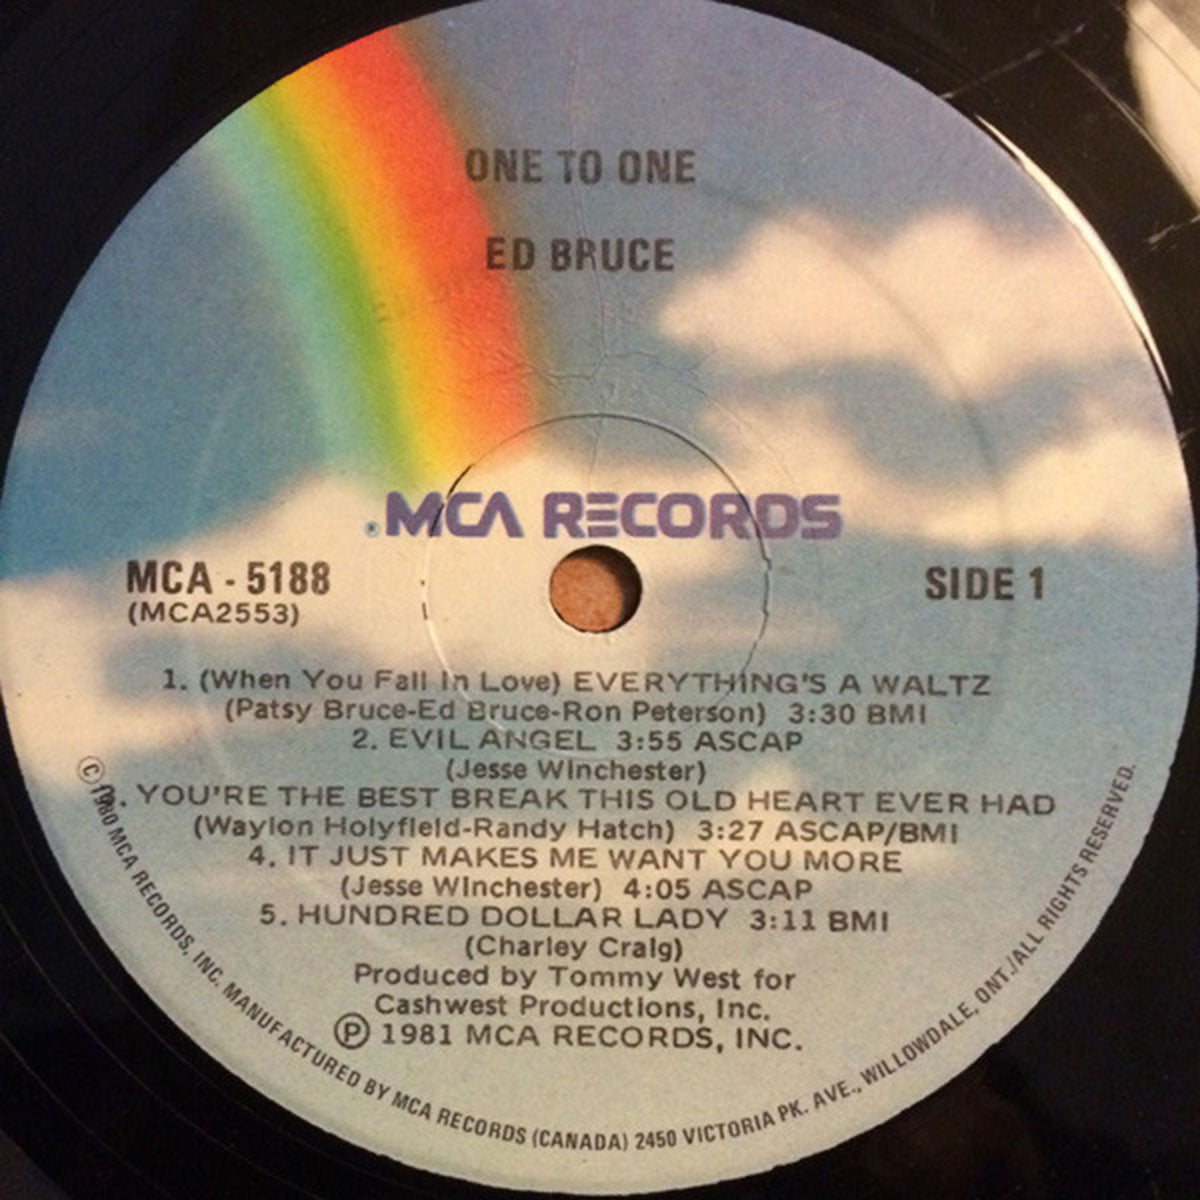 ONE TO ONE
ED BRUCE
MCA RECORDS
MCA - 5188
(MCA2553)
SIDE 1
1. (When You Fall In Love) EVERYTHING'S A WALTZ
(Patsy Bruce-Ed Bruce-Ron Peterson) 3:30 BMI
2. EVIL ANGEL 3:55 ASCAP
(Jesse Winchester)
. YOU'RE THE BEST BREAK THIS OLD HEART EVER HAD
(Waylon Holyfield-Randy Hatch) 3:27 ASCAP/BMI
4. IT JUST MAKES ME WANT YOU MORE
(Jesse Winchester) 4:05 ASCAP
5. HUNDRED DOLLAR LADY 3:11 BMI
(Charley Craig)
Produced by Tommy West for
Cashwest Productions, Inc.
℗ 1981 MCA RECORDS, INC.
© 1980 MCA RECORDS, INC. MANUFACTURED BY MCA RECORDS (CANADA) 2450 VICTORIA PK. AVE., WILLOWDALE, ONT./ALL RIGHTS RESERVED.